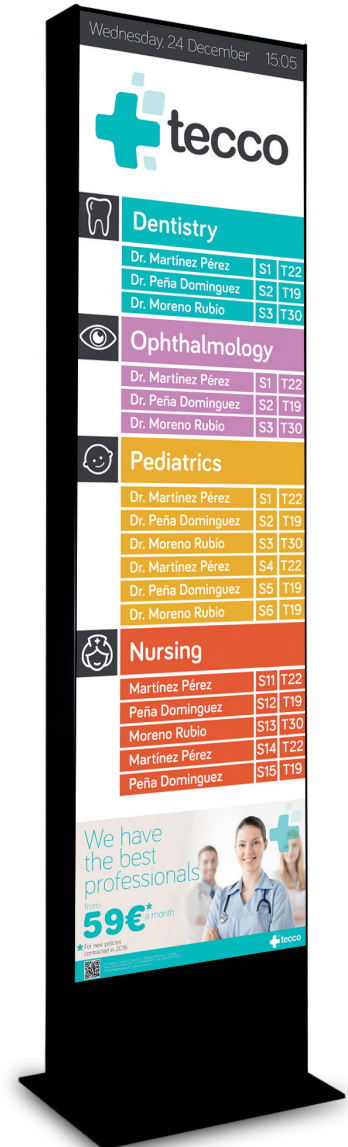 Wednesday, 24 December 15:05
tecco
Dentistry
Dr. Martínez Pérez S1 T22
Dr. Peña Dominguez S2 T19
Dr. Moreno Rubio S3 T30
Ophthalmology
Dr. Martínez Pérez S1 T22
Dr. Peña Dominguez S2 T19
Dr. Moreno Rubio S3 T30
Pediatrics
Dr. Martínez Pérez S1 T22
Dr. Peña Dominguez S2 T19
Dr. Moreno Rubio S3 T30
Dr. Martínez Pérez S4 T22
Dr. Peña Dominguez S5 T19
Dr. Moreno Rubio S6 T19
Nursing
Martínez Pérez S11 T22
Peña Dominguez S12 T19
Moreno Rubio S13 T30
Martínez Pérez S14 T22
Peña Dominguez S15 T19
We have
the best
professionals
from
59€* a month
*For new policies
contracted in 2016
tecco